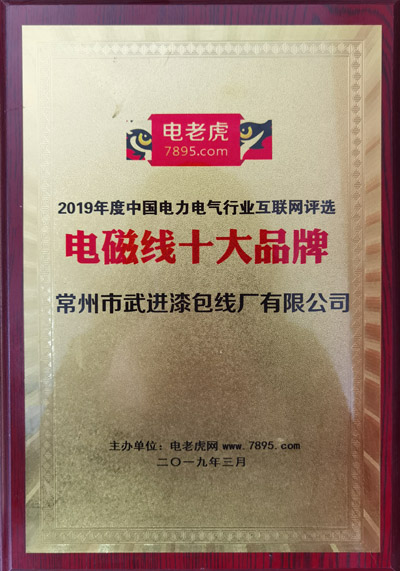 电老虎
7895.com
2019年度中国电力电气行业互联网评选
电磁线十大品牌
常州市武进漆包线厂有限公司
主办单位：电老虎网 www.7895.com
二〇一九年三月